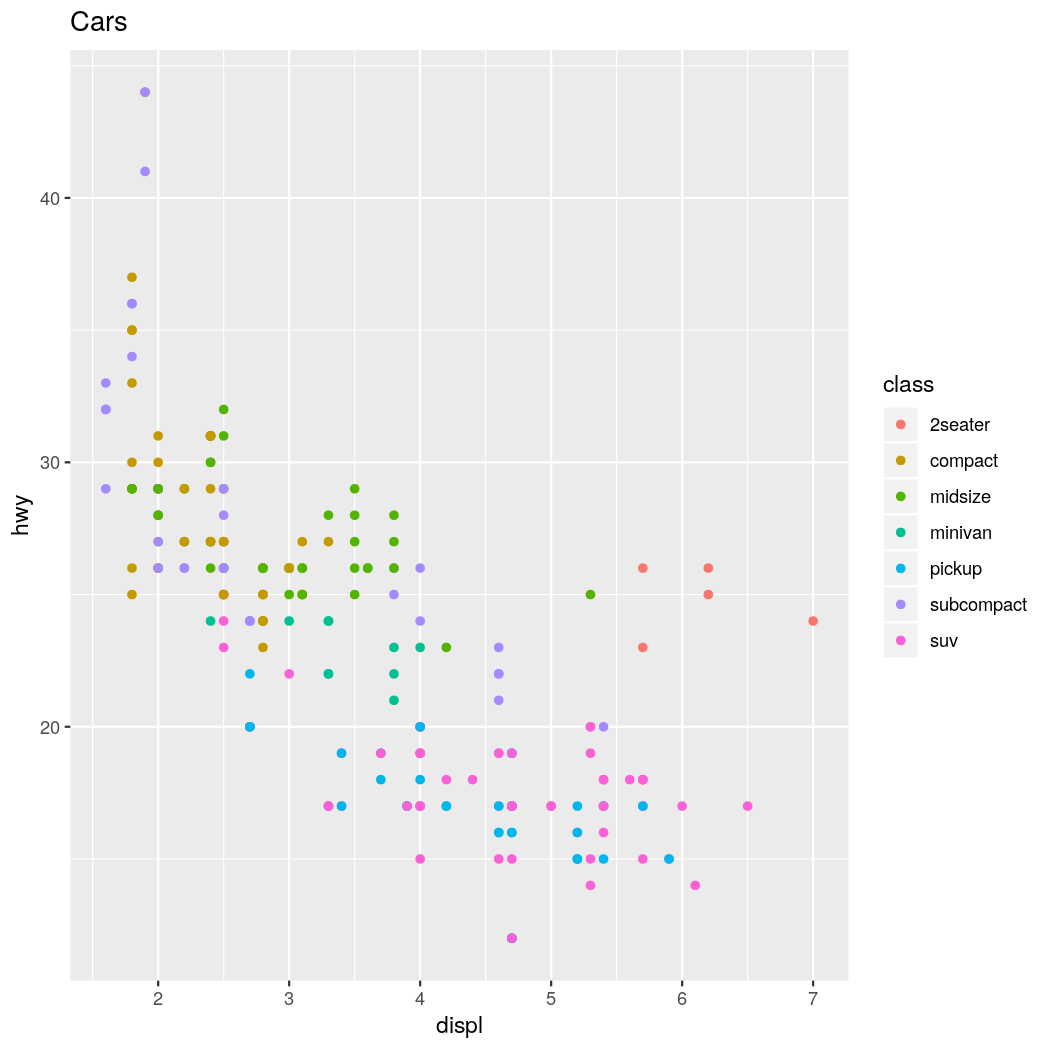 Cars
hwy
40
30
20
2 3 4 5 6 7
displ
class
2seater
compact
midsize
minivan
pickup
subcompact
suv